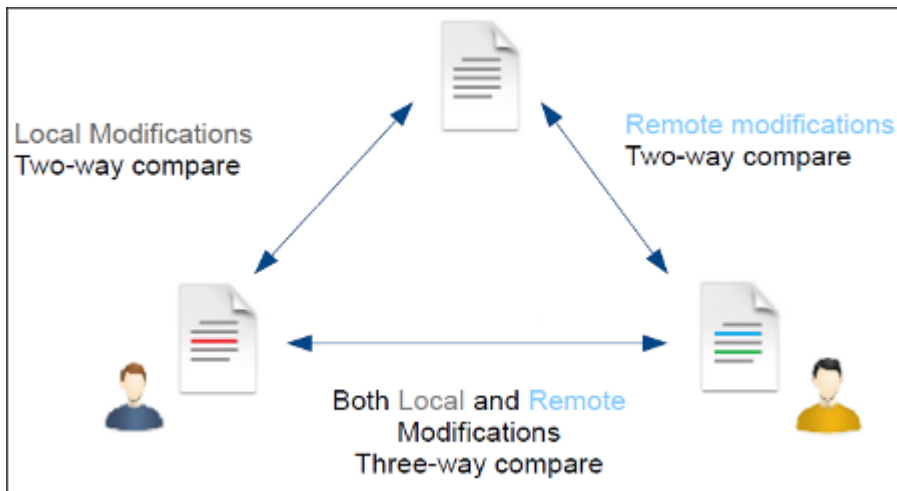 Local Modifications
Two-way compare
Remote modifications
Two-way compare
Both Local and Remote
Modifications
Three-way compare